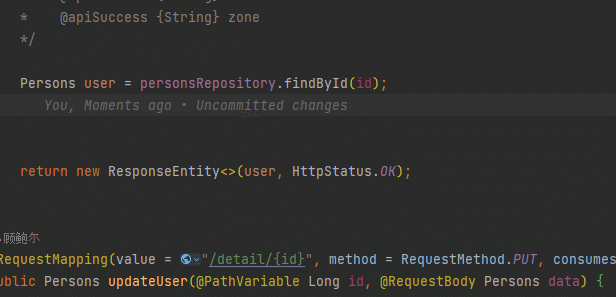 * @apiSuccess {String} zone
*/
Persons user = personsRepository.findById(id);
You, Moments ago • Uncommitted changes
return new ResponseEntity<>(user, HttpStatus.OK);
顾鲍尔
RequestMapping(value = "/detail/{id}", method = RequestMethod.PUT, consumes
ublic Persons updateUser(@PathVariable Long id, @RequestBody Persons data) {